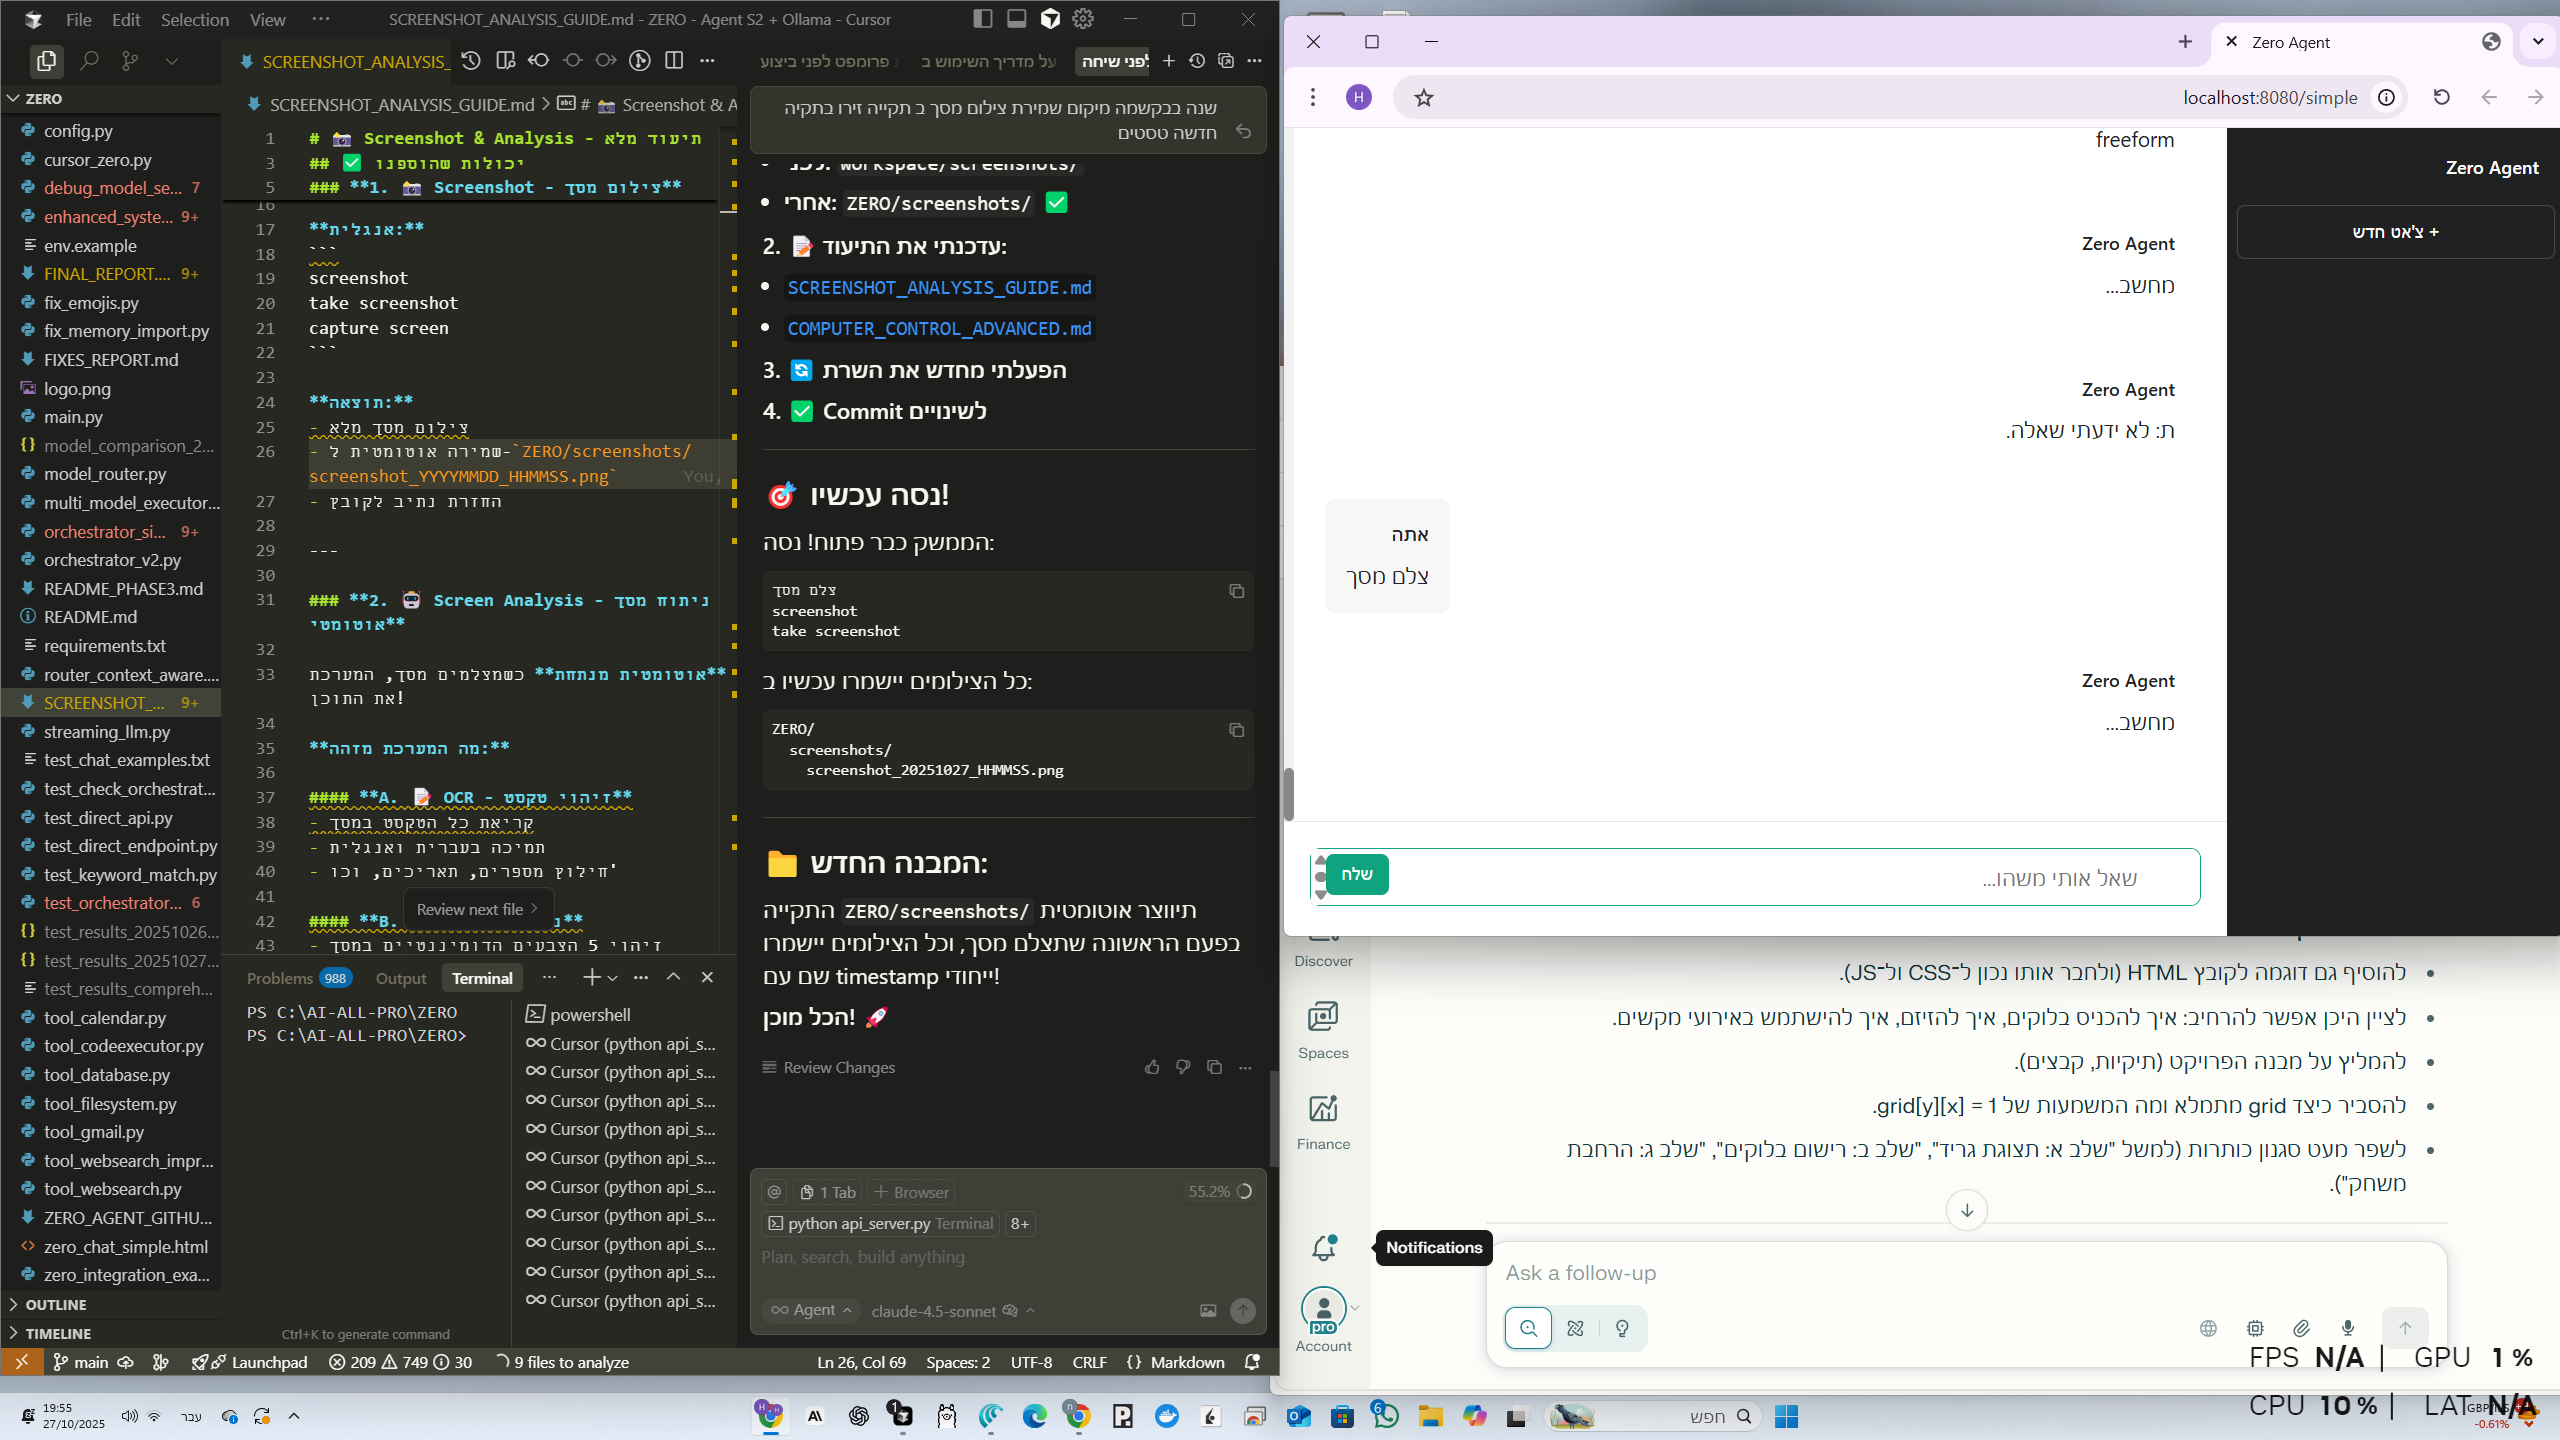 File Edit Selection View ··· SCREENSHOT_ANALYSIS_GUIDE.md - ZERO - Agent S2 + Ollama - Cursor
ZERO
config.py
cursor_zero.py
debug_model_se... 7
enhanced_syste... 9+
env.example
FINAL_REPORT.... 9+
fix_emojis.py
fix_memory_import.py
FIXES_REPORT.md
logo.png
main.py
model_comparison_2...
model_router.py
multi_model_executor...
orchestrator_si... 9+
orchestrator_v2.py
README_PHASE3.md
README.md
requirements.txt
router_context_aware....
SCREENSHOT_... 9+
streaming_llm.py
test_chat_examples.txt
test_check_orchestrat...
test_direct_api.py
test_direct_endpoint.py
test_keyword_match.py
test_orchestrator... 6
test_results_20251026...
test_results_20251027...
test_results_compreh...
tool_calendar.py
tool_codeexecutor.py
tool_database.py
tool_filesystem.py
tool_gmail.py
tool_websearch_impr...
tool_websearch.py
ZERO_AGENT_GITHU...
zero_chat_simple.html
zero_integration_exa...
OUTLINE
TIMELINE
SCREENSHOT_ANALYSIS_
SCREENSHOT_ANALYSIS_GUIDE.md > # 📷 Screenshot & A
1 # 📷 Screenshot & Analysis - תיעוד מלא
3 ## ✅ יכולות שהוספנו
5 ### **1. 📷 Screenshot - צילום מסך**
16
17 **אנגלית:**
18 ```
19 screenshot
20 take screenshot
21 capture screen
22 ```
23
24 **תוצאה:**
25 - צילום מסך מלא
26 - שמירה אוטומטית ל-`ZERO/screenshots/
screenshot_YYYYMMDD_HHMMSS.png` You,
27 - החזרת נתיב לקובץ
28
29 ---
30
31 ### **2. 🤖 Screen Analysis - ניתוח מסך
אוטומטי**
32
33 כשמצלמים מסך, המערכת **אוטומטית מנתחת**
את התוכן!
34
35 **מה המערכת מזהה:**
36
37 #### **A. 📝 OCR - זיהוי טקסט**
38 - קריאת כל הטקסט במסך
39 - תמיכה בעברית ואנגלית
40 - חילוץ מספרים, תאריכים, וכו'
41
42 #### **B.
Review next file >
43 - זיהוי 5 הצבעים הדומיננטיים במסך
Problems 988 Output Terminal ···
PS C:\AI-ALL-PRO\ZERO
PS C:\AI-ALL-PRO\ZERO>
Ctrl+K to generate command
powershell
Cursor (python api_s...
Cursor (python api_s...
Cursor (python api_s...
Cursor (python api_s...
Cursor (python api_s...
Cursor (python api_s...
Cursor (python api_s...
Cursor (python api_s...
Cursor (python api_s...
Cursor (python api_s...
פרומפט לפני ביצוע
על מדריך השימוש ב
לפני שיחה
שנה בבקשמה מיקום שמירת צילום מסך ב תקייה זירו בתקיה
חדשה טססטים
לפני: workspace/screenshots/
אחרי: ZERO/screenshots/ ✅
2. 📝 עדכנתי את התיעוד:
SCREENSHOT_ANALYSIS_GUIDE.md
COMPUTER_CONTROL_ADVANCED.md
3. 🔄 הפעלתי מחדש את השרת
4. ✅ Commit לשינויים
🎯 נסה עכשיו!
הממשק כבר פתוח! נסה:
צלם מסך
screenshot
take screenshot
כל הצילומים יישמרו עכשיו ב:
ZERO/
screenshots/
screenshot_20251027_HHMMSS.png
📁 המבנה החדש:
התקייה ZERO/screenshots/ תיווצר אוטומטית
בפעם הראשונה שתצלם מסך, וכל הצילומים יישמרו
שם עם timestamp ייחודי!
הכל מוכן! 🚀
Review Changes
@ 1 Tab + Browser 55.2%
python api_server.py Terminal 8+
Plan, search, build anything
Agent claude-4.5-sonnet
main Launchpad 209 749 30 9 files to analyze Ln 26, Col 69 Spaces: 2 UTF-8 CRLF {} Markdown
Zero Agent
H
localhost:8080/simple
freeform
Zero Agent
+ צ'אט חדש
Zero Agent
מחשב...
Zero Agent
ת: לא ידעתי שאלה.
אתה
צלם מסך
Zero Agent
מחשב...
שאל אותי משהו...
שלח
Discover
Spaces
Finance
Notifications
pro
Account
להוסיף גם דוגמה לקובץ HTML (ולחבר אותו נכון ל־CSS ול־JS).
לציין היכן אפשר להרחיב: איך להכניס בלוקים, איך להזיזם, איך להישתמש באירועי מקשים.
להמליץ על מבנה הפרויקט (תיקיות, קבצים).
להסביר כיצד grid מתמלא ומה המשמעות של grid[y][x] = 1.
לשפר מעט סגנון כותרות (למשל "שלב א: תצוגת גריד", "שלב ב: רישום בלוקים", "שלב ג: הרחבת
משחק").
Ask a follow-up
FPS N/A | GPU 1 %
CPU 10 % | LAT N/A
19:55
27/10/2025
עבר
1
6
חפש
-0.61%